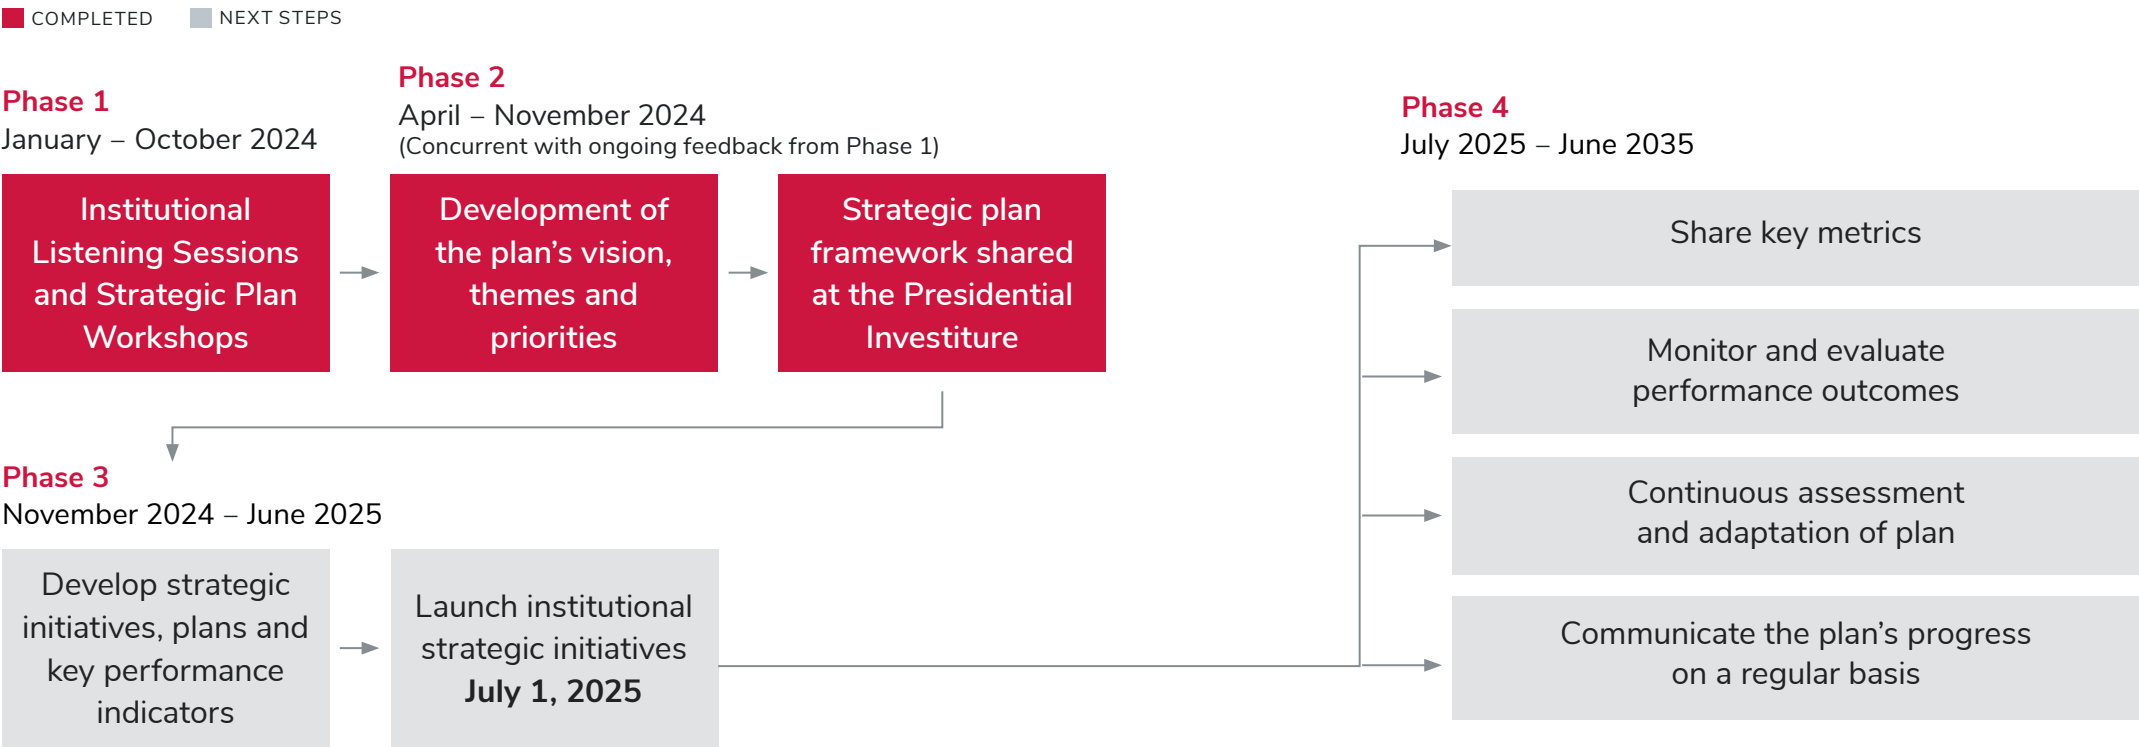 COMPLETED
NEXT STEPS
Phase 1
January – October 2024
Institutional
Listening Sessions
and Strategic Plan
Workshops
Phase 2
April – November 2024
(Concurrent with ongoing feedback from Phase 1)
Development of
the plan’s vision,
themes and
priorities
Strategic plan
framework shared
at the Presidential
Investiture
Phase 3
November 2024 – June 2025
Develop strategic
initiatives, plans and
key performance
indicators
Launch institutional
strategic initiatives
July 1, 2025
Phase 4
July 2025 – June 2035
Share key metrics
Monitor and evaluate
performance outcomes
Continuous assessment
and adaptation of plan
Communicate the plan’s progress
on a regular basis